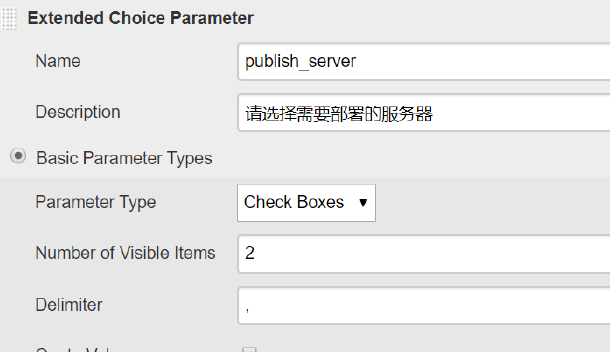 Extended Choice Parameter
Name publish_server
Description 请选择需要部署的服务器
Basic Parameter Types
Parameter Type Check Boxes
Number of Visible Items 2
Delimiter ,